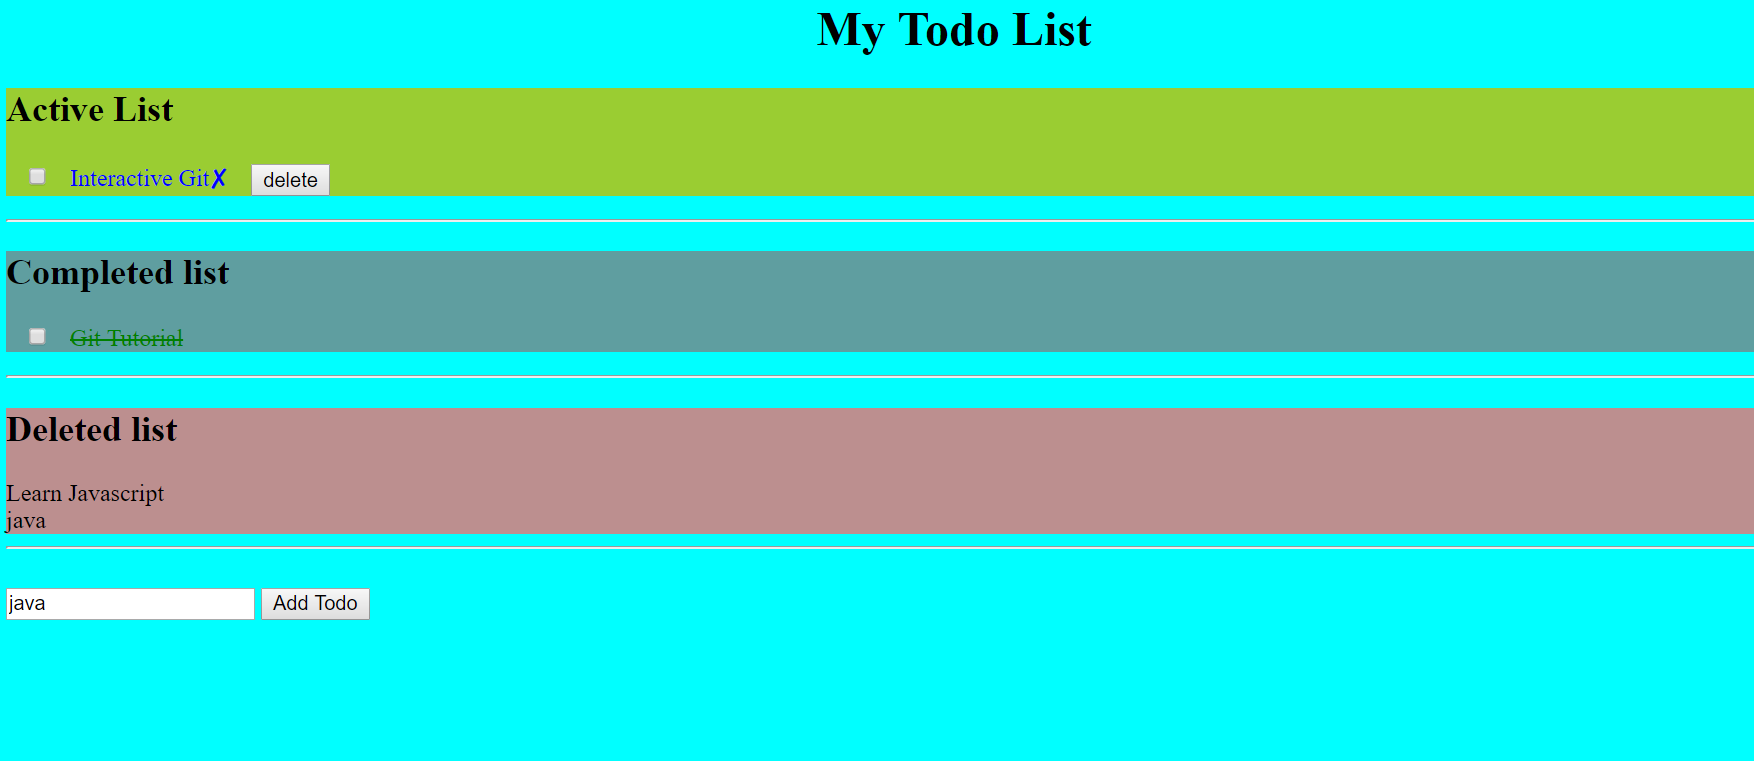 My Todo List
Active List
Interactive Git✗ delete
Completed list
Git Tutorial
Deleted list
Learn Javascript
java
java Add Todo